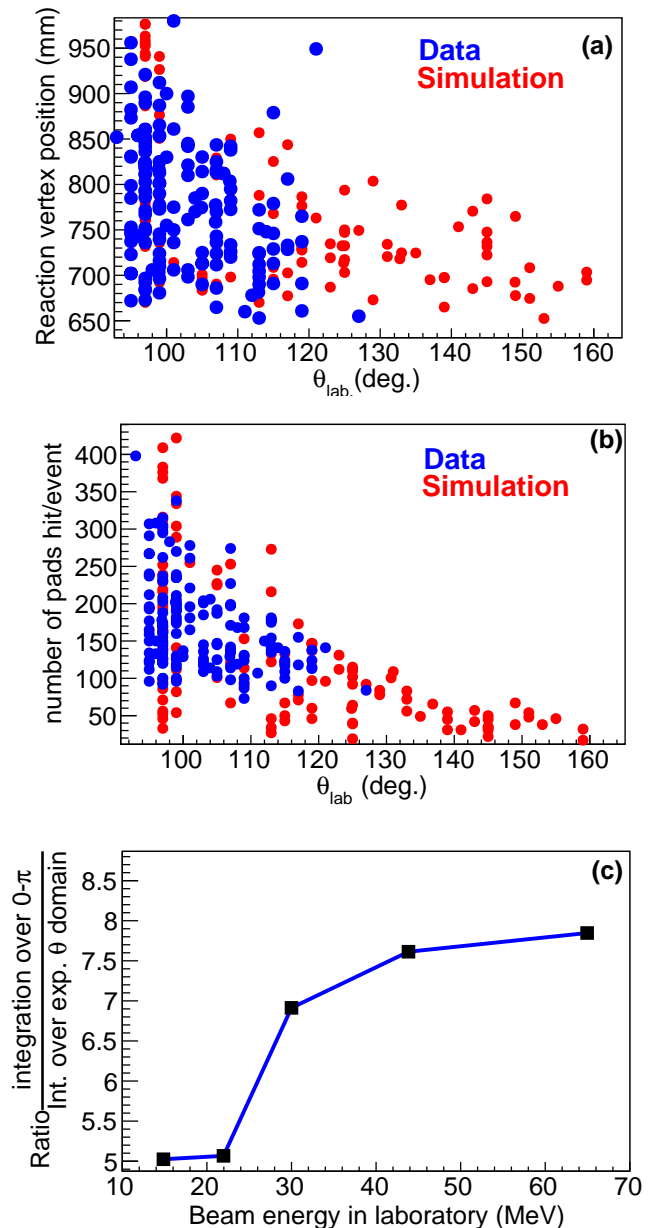 (a)
Data
Simulation
Reaction vertex position (mm)
950
900
850
800
750
700
650
100 110 120 130 140 150 160
θlab. (deg.)
(b)
Data
Simulation
number of pads hit/event
400
350
300
250
200
150
100
50
100 110 120 130 140 150 160
θlab (deg.)
(c)
Ratio integration over 0-π
Int. over exp. θ domain
8.5
8
7.5
7
6.5
6
5.5
5
10 20 30 40 50 60 70
Beam energy in laboratory (MeV)